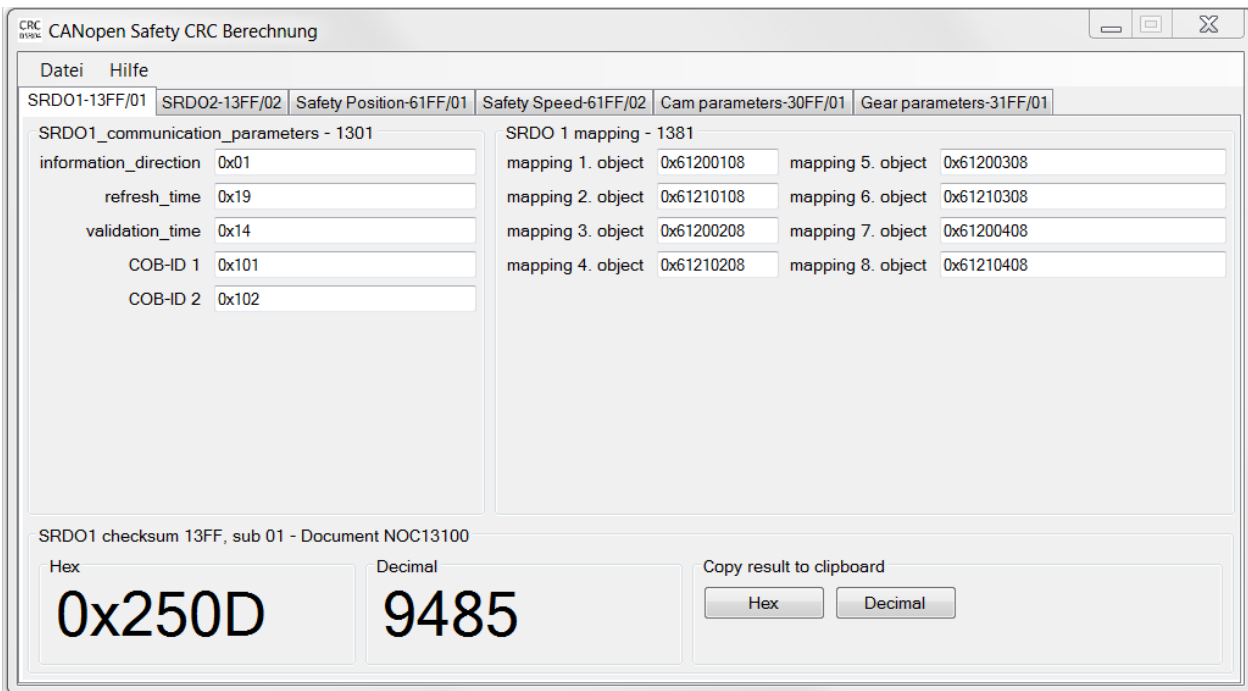 CRC DSR04 CANopen Safety CRC Berechnung
Datei Hilfe
SRDO1-13FF/01 SRDO2-13FF/02 Safety Position-61FF/01 Safety Speed-61FF/02 Cam parameters-30FF/01 Gear parameters-31FF/01
SRDO1_communication_parameters - 1301
information_direction 0x01
refresh_time 0x19
validation_time 0x14
COB-ID 1 0x101
COB-ID 2 0x102
SRDO 1 mapping - 1381
mapping 1. object 0x61200108 mapping 5. object 0x61200308
mapping 2. object 0x61210108 mapping 6. object 0x61210308
mapping 3. object 0x61200208 mapping 7. object 0x61200408
mapping 4. object 0x61210208 mapping 8. object 0x61210408
SRDO1 checksum 13FF, sub 01 - Document NOC13100
Hex
0x250D
Decimal
9485
Copy result to clipboard
Hex Decimal